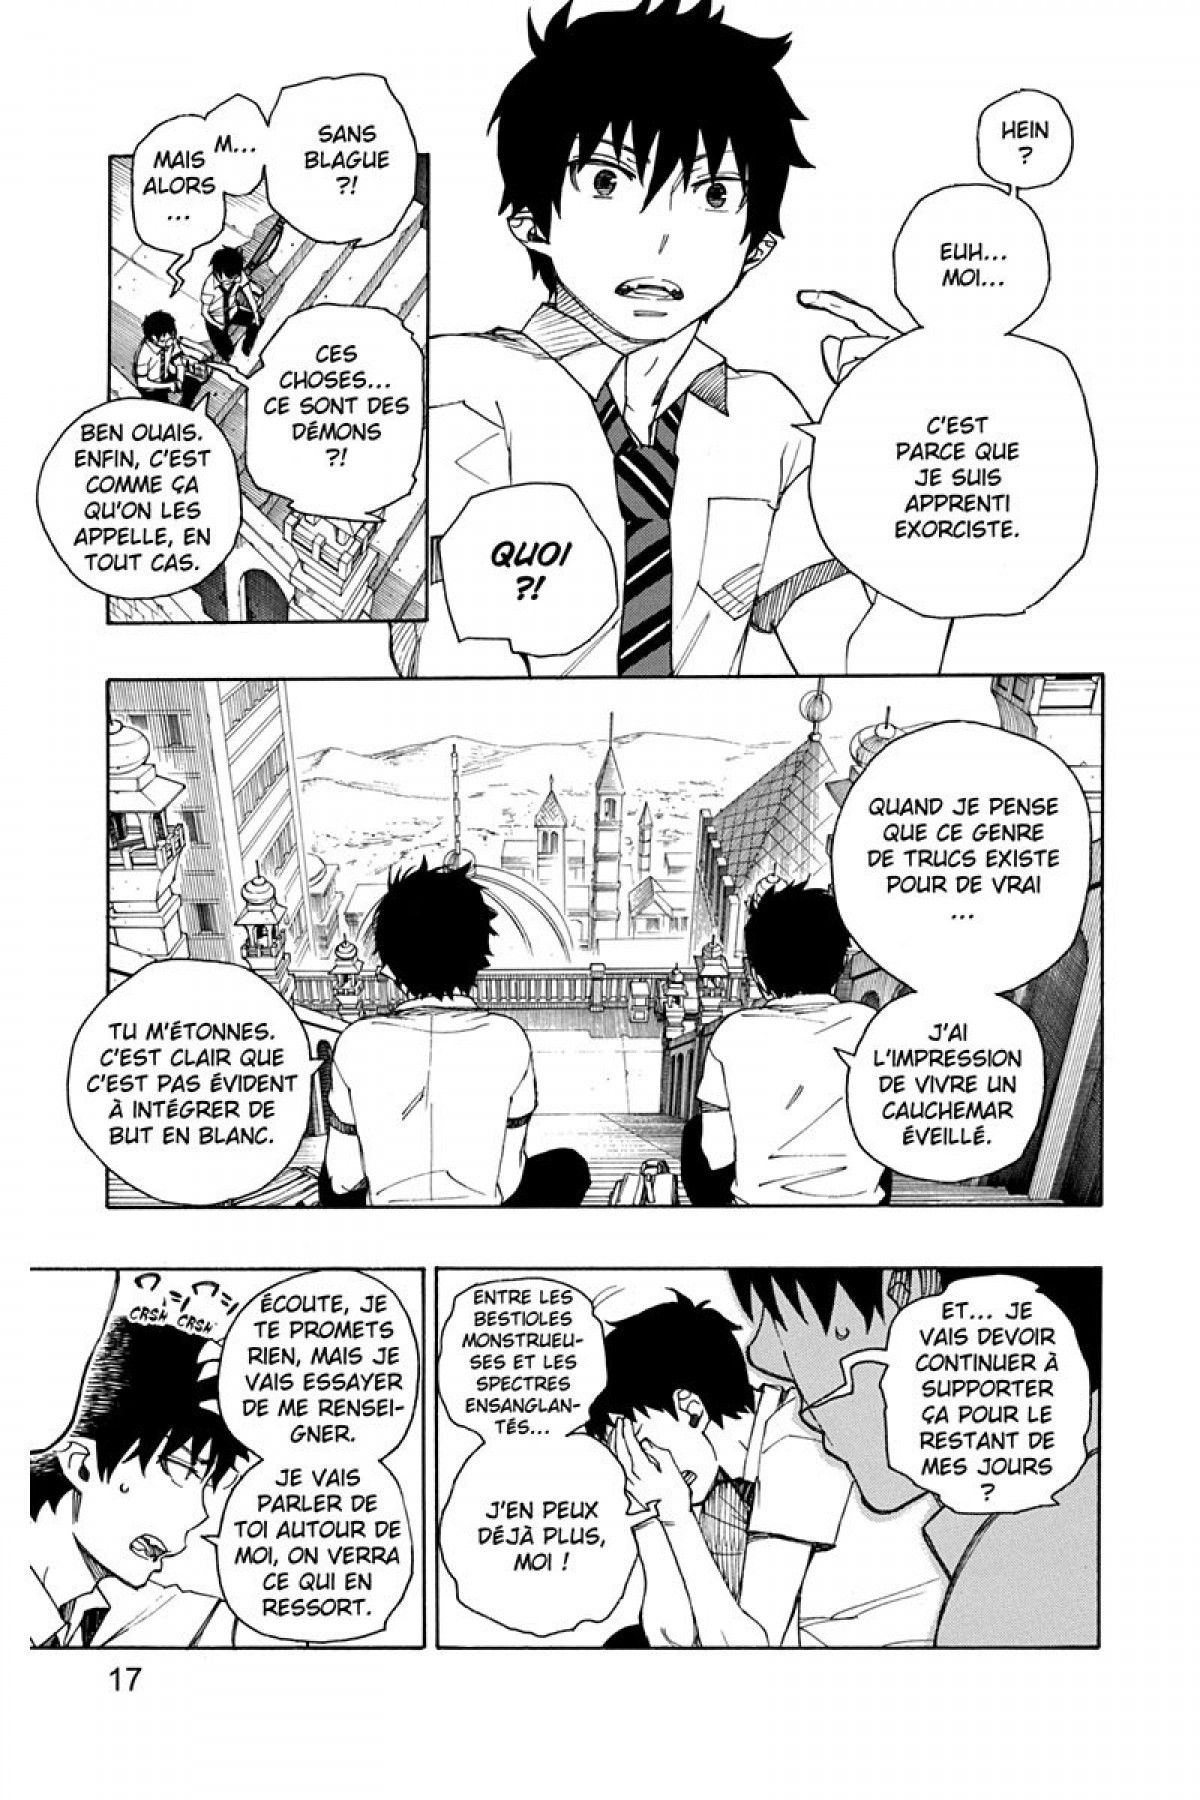 HEIN
?
EUH...
MOI...
C'EST
PARCE QUE
JE SUIS
APPRENTI
EXORCISTE.
QUOI
?!
SANS
BLAGUE
?!
M...
MAIS
ALORS
...
CES
CHOSES...
CE SONT DES
DÉMONS
?!
BEN OUAIS.
ENFIN, C'EST
COMME ÇA
QU'ON LES
APPELLE, EN
TOUT CAS.
QUAND JE PENSE
QUE CE GENRE
DE TRUCS EXISTE
POUR DE VRAI
...
J'AI
L'IMPRESSION
DE VIVRE UN
CAUCHEMAR
ÉVEILLÉ.
TU M'ÉTONNES.
C'EST CLAIR QUE
C'EST PAS ÉVIDENT
À INTÉGRER DE
BUT EN BLANC.
ET... JE
VAIS DEVOIR
CONTINUER À
SUPPORTER
ÇA POUR LE
RESTANT DE
MES JOURS
?
ENTRE LES
BESTIOLES
MONSTRUEU-
SES ET LES
SPECTRES
ENSANGLAN-
TÉS...
J'EN PEUX
DÉJÀ PLUS,
MOI !
ÉCOUTE, JE
TE PROMETS
RIEN, MAIS JE
VAIS ESSAYER
DE ME RENSEI-
GNER.
JE VAIS
PARLER DE
TOI AUTOUR DE
MOI, ON VERRA
CE QUI EN
RESSORT.
CRSH CRSH
17